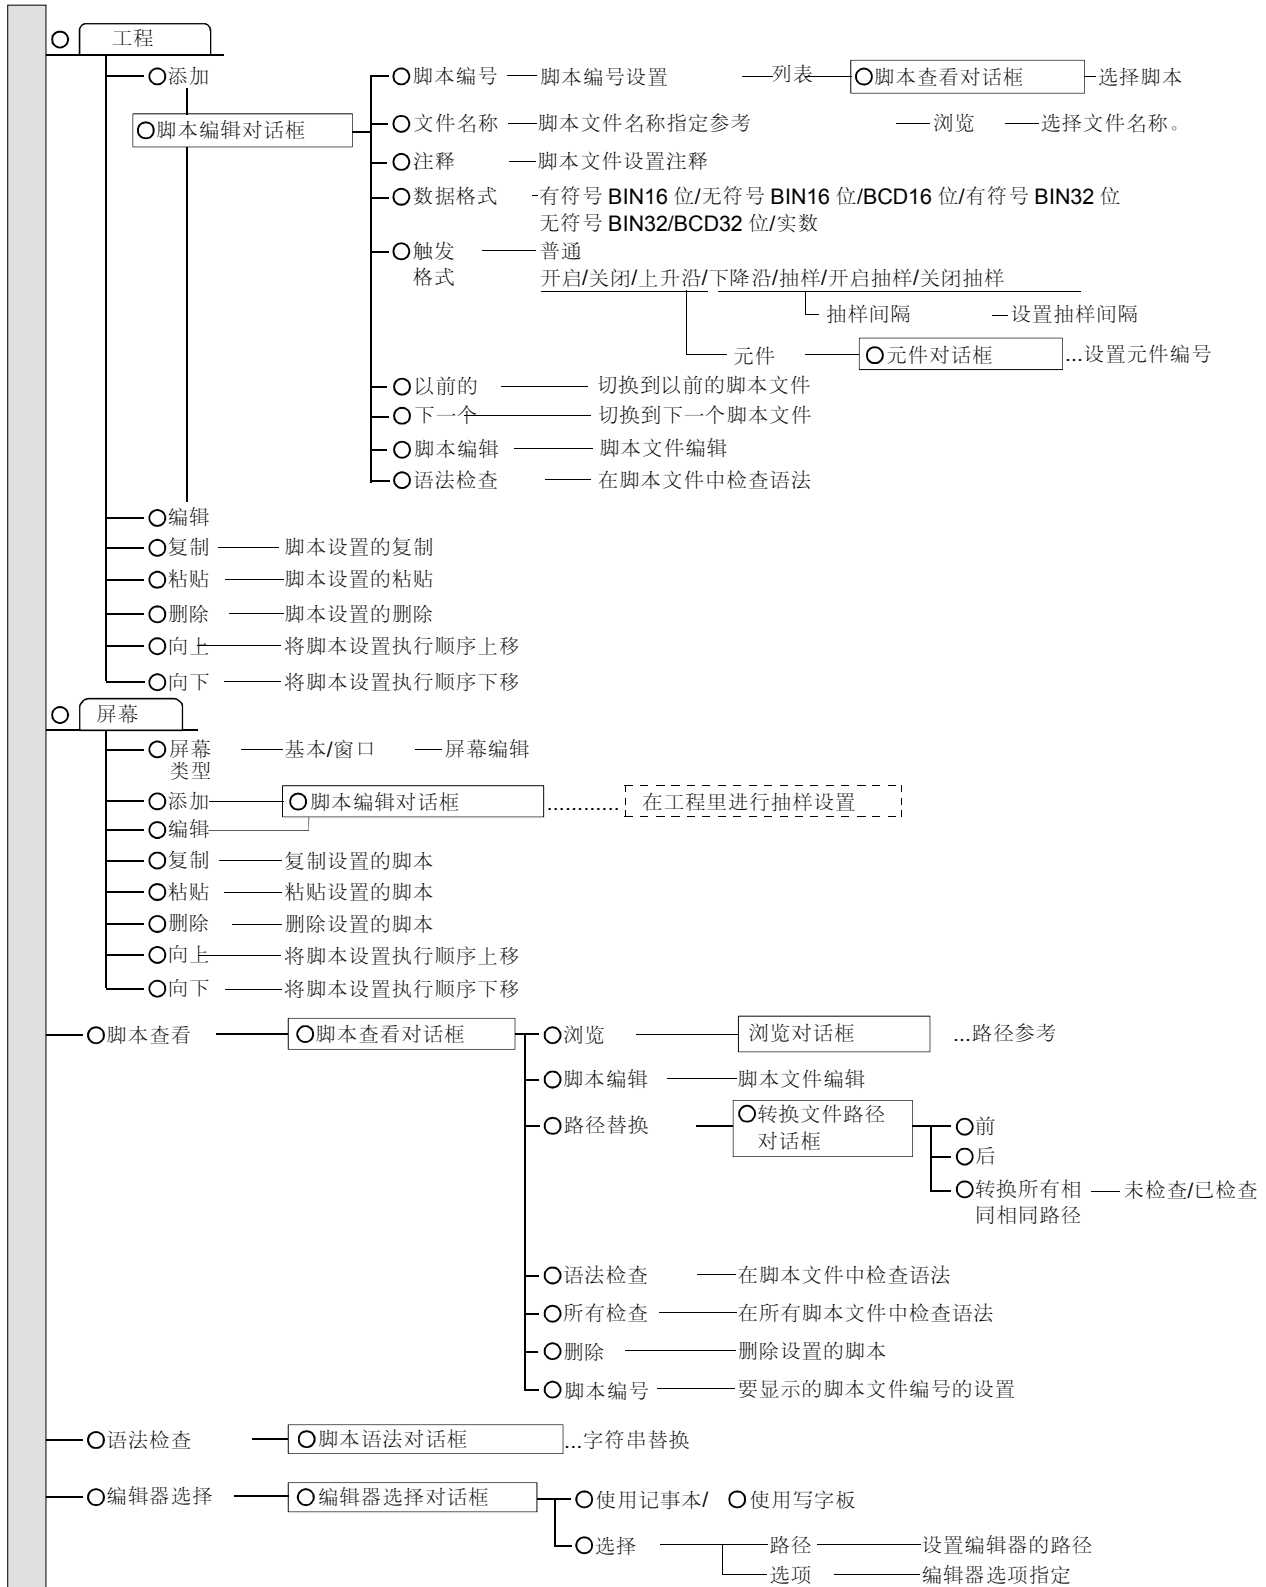 工程
添加
脚本编号 脚本编号设置 列表 脚本查看对话框 选择脚本
脚本编辑对话框
文件名称 脚本文件名称指定参考 浏览 选择文件名称。
注释 脚本文件设置注释
数据格式 有符号 BIN16 位/无符号 BIN16 位/BCD16 位/有符号 BIN32 位
无符号 BIN32/BCD32 位/实数
触发 普通
格式 开启/关闭/上升沿/下降沿/抽样/开启抽样/关闭抽样
抽样间隔 设置抽样间隔
元件 元件对话框 ...设置元件编号
以前的 切换到以前的脚本文件
下一个 切换到下一个脚本文件
脚本编辑 脚本文件编辑
语法检查 在脚本文件中检查语法
编辑
复制 脚本设置的复制
粘贴 脚本设置的粘贴
删除 脚本设置的删除
向上 将脚本设置执行顺序上移
向下 将脚本设置执行顺序下移
屏幕
屏幕 基本/窗口 屏幕编辑
类型
添加 脚本编辑对话框 ............ 在工程里进行抽样设置
编辑
复制 复制设置的脚本
粘贴 粘贴设置的脚本
删除 删除设置的脚本
向上 将脚本设置执行顺序上移
向下 将脚本设置执行顺序下移
脚本查看 脚本查看对话框 浏览 浏览对话框 ...路径参考
脚本编辑 脚本文件编辑
路径替换 转换文件路径 前
对话框
后
转换所有相 未检查/已检查
同相同路径
语法检查 在脚本文件中检查语法
所有检查 在所有脚本文件中检查语法
删除 删除设置的脚本
脚本编号 要显示的脚本文件编号的设置
语法检查 脚本语法对话框 ...字符串替换
编辑器选择 编辑器选择对话框 使用记事本/ 使用写字板
选择 路径 设置编辑器的路径
选项 编辑器选项指定